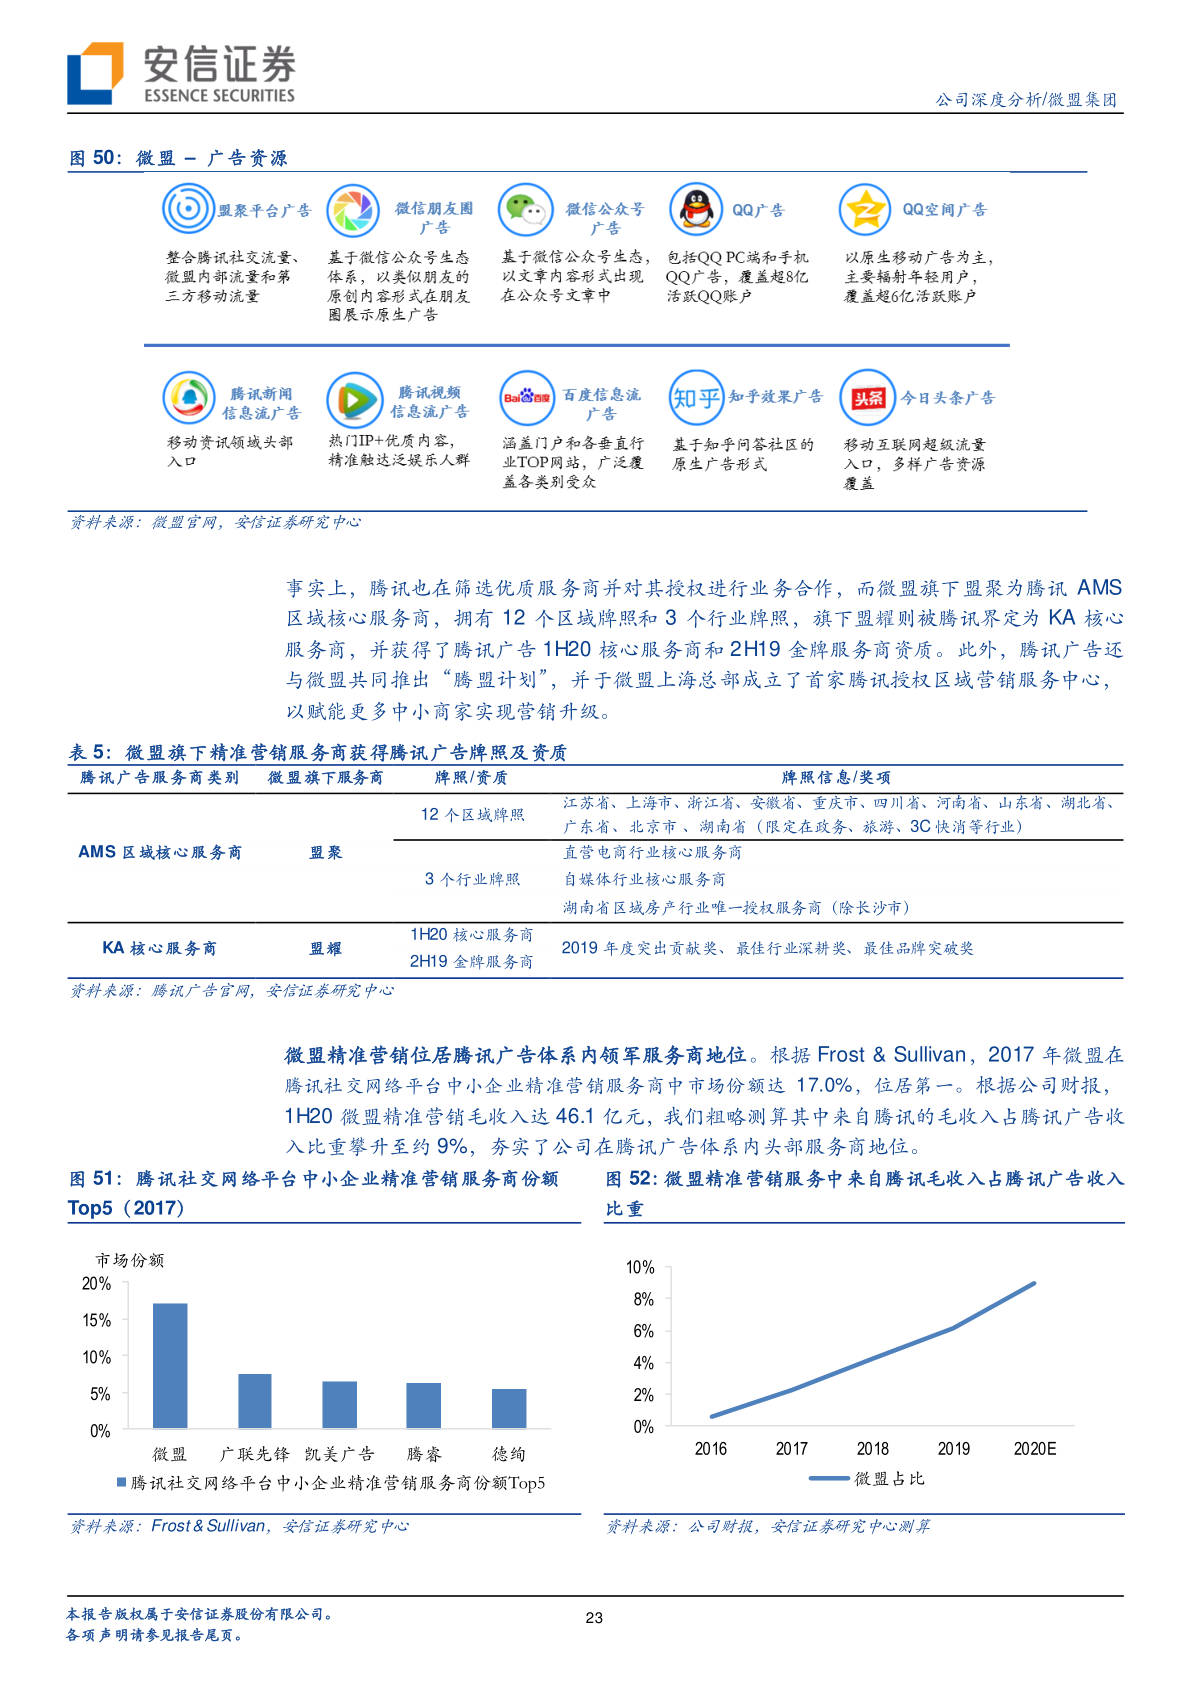 安信证券
ESSENCE SECURITIES
公司深度分析/微盟集团
图 50：微盟 – 广告资源
盟聚平台广告
整合腾讯社交流量、
微盟内部流量和第
三方移动流量
微信朋友圈
广告
基于微信公众号生态
体系，以类似朋友的
原创内容形式在朋友
圈展示原生广告
微信公众号
广告
基于微信公众号生态，
以文章内容形式出现
在公众号文章中
QQ广告
包括QQ PC端和手机
QQ广告，覆盖超8亿
活跃QQ账户
QQ空间广告
以原生移动广告为主，
主要辐射年轻用户，
覆盖超6亿活跃账户
腾讯新闻
信息流广告
移动资讯领域头部
入口
腾讯视频
信息流广告
热门IP+优质内容，
精准触达泛娱乐人群
Bai百度
百度信息流
广告
涵盖门户和各垂直行
业TOP网站，广泛覆
盖各类别受众
知乎
知乎效果广告
基于知乎问答社区的
原生广告形式
头条
今日头条广告
移动互联网超级流量
入口，多样广告资源
覆盖
资料来源：微盟官网，安信证券研究中心
事实上，腾讯也在筛选优质服务商并对其授权进行业务合作，而微盟旗下盟聚为腾讯 AMS
区域核心服务商，拥有 12 个区域牌照和 3 个行业牌照，旗下盟耀则被腾讯界定为 KA 核心
服务商，并获得了腾讯广告 1H20 核心服务商和 2H19 金牌服务商资质。此外，腾讯广告还
与微盟共同推出“腾盟计划”，并于微盟上海总部成立了首家腾讯授权区域营销服务中心，
以赋能更多中小商家实现营销升级。
表 5：微盟旗下精准营销服务商获得腾讯广告牌照及资质
腾讯广告服务商类别 微盟旗下服务商 牌照/资质 牌照信息/奖项
AMS 区域核心服务商 盟聚
12 个区域牌照
江苏省、上海市、浙江省、安徽省、重庆市、四川省、河南省、山东省、湖北省、
广东省、北京市 、湖南省（限定在政务、旅游、3C 快消等行业）
3 个行业牌照
直营电商行业核心服务商
自媒体行业核心服务商
湖南省区域房产行业唯一授权服务商（除长沙市）
KA 核心服务商 盟耀
1H20 核心服务商
2H19 金牌服务商
2019 年度突出贡献奖、最佳行业深耕奖、最佳品牌突破奖
资料来源：腾讯广告官网，安信证券研究中心
微盟精准营销位居腾讯广告体系内领军服务商地位。根据 Frost & Sullivan，2017 年微盟在
腾讯社交网络平台中小企业精准营销服务商中市场份额达 17.0%，位居第一。根据公司财报，
1H20 微盟精准营销毛收入达 46.1 亿元，我们粗略测算其中来自腾讯的毛收入占腾讯广告收
入比重攀升至约 9%，夯实了公司在腾讯广告体系内头部服务商地位。
图 51：腾讯社交网络平台中小企业精准营销服务商份额
Top5（2017）
市场份额
20%
15%
10%
5%
0%
微盟 广联先锋 凯美广告 腾睿 德绚
腾讯社交网络平台中小企业精准营销服务商份额Top5
资料来源：Frost & Sullivan，安信证券研究中心
图 52：微盟精准营销服务中来自腾讯毛收入占腾讯广告收入
比重
10%
8%
6%
4%
2%
0%
2016 2017 2018 2019 2020E
微盟占比
资料来源：公司财报，安信证券研究中心测算
本报告版权属于安信证券股份有限公司。
各项声明请参见报告尾页。
23